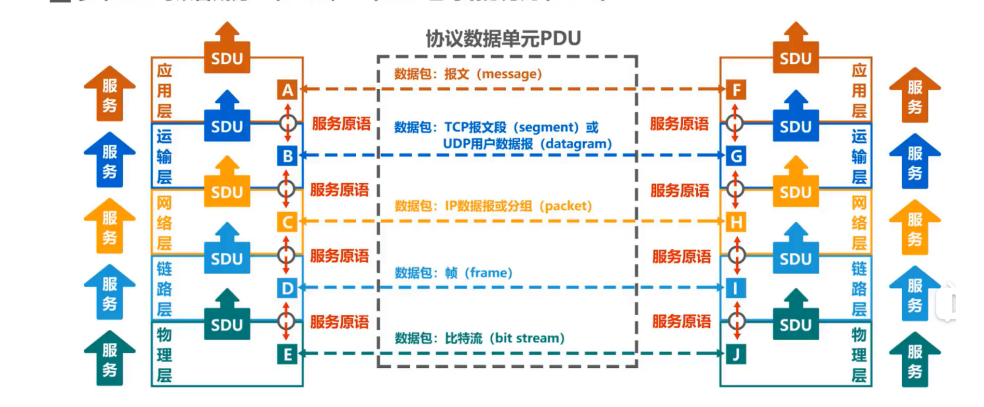 协议数据单元PDU
SDU
SDU
应用层
服务
A
数据包：报文（message）
F
应用层
服务
SDU
服务原语
服务原语
SDU
运输层
服务
B
数据包：TCP报文段（segment）或
UDP用户数据报（datagram）
G
运输层
服务
SDU
服务原语
服务原语
SDU
网络层
服务
C
数据包：IP数据报或分组（packet）
H
网络层
服务
SDU
服务原语
服务原语
SDU
链路层
服务
D
数据包：帧（frame）
I
链路层
服务
SDU
服务原语
服务原语
SDU
物理层
服务
E
数据包：比特流（bit stream）
J
物理层
服务